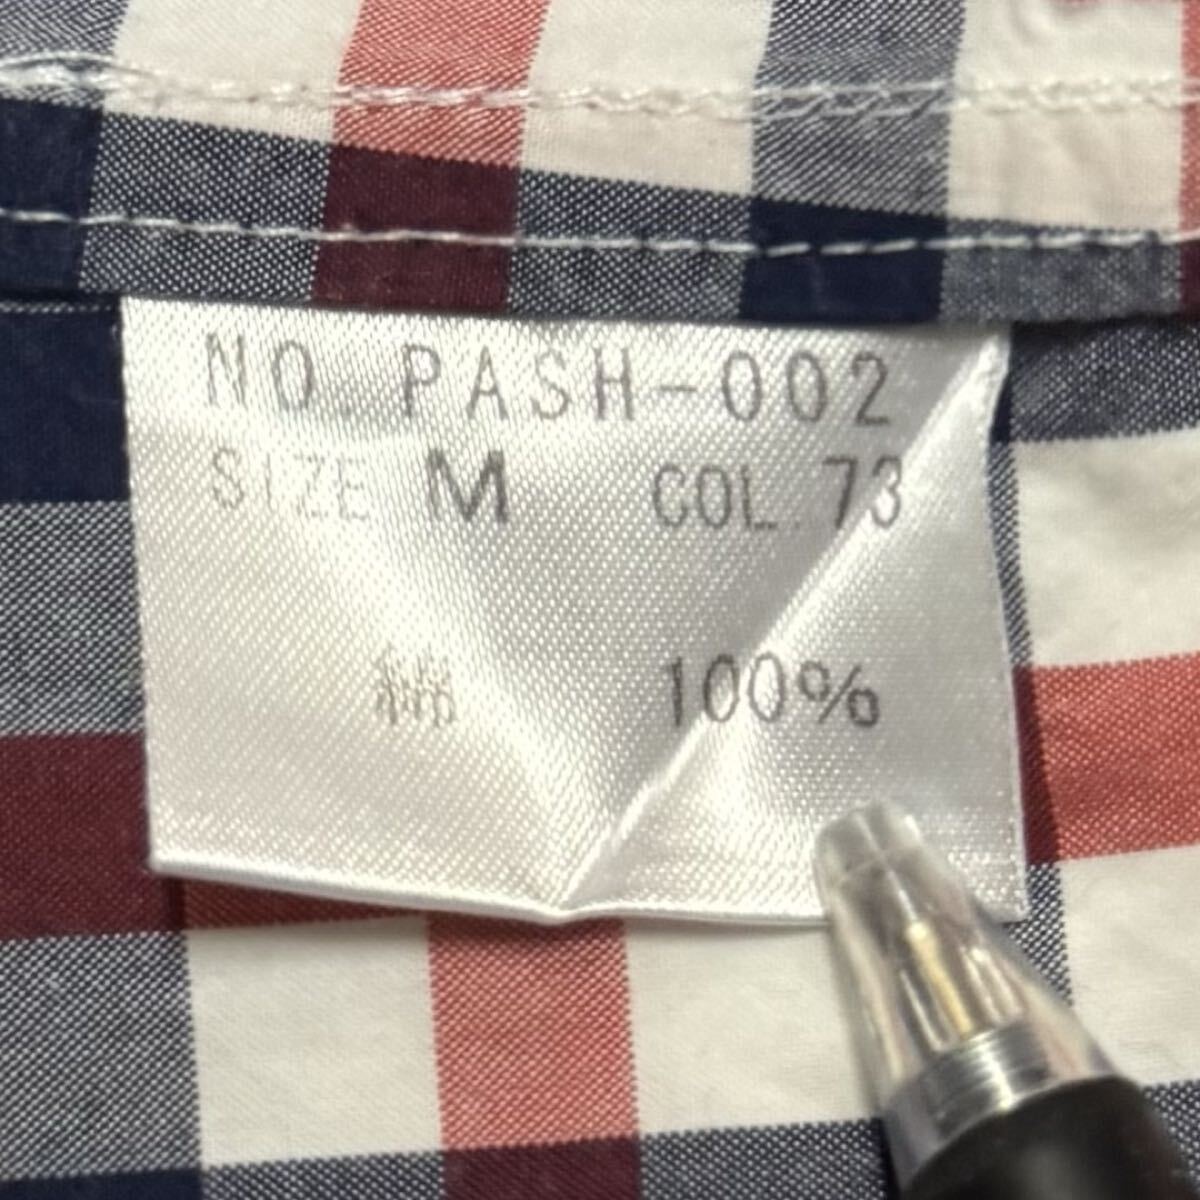 NO. PASH-002
SIZE M COL. 73
綿 100%